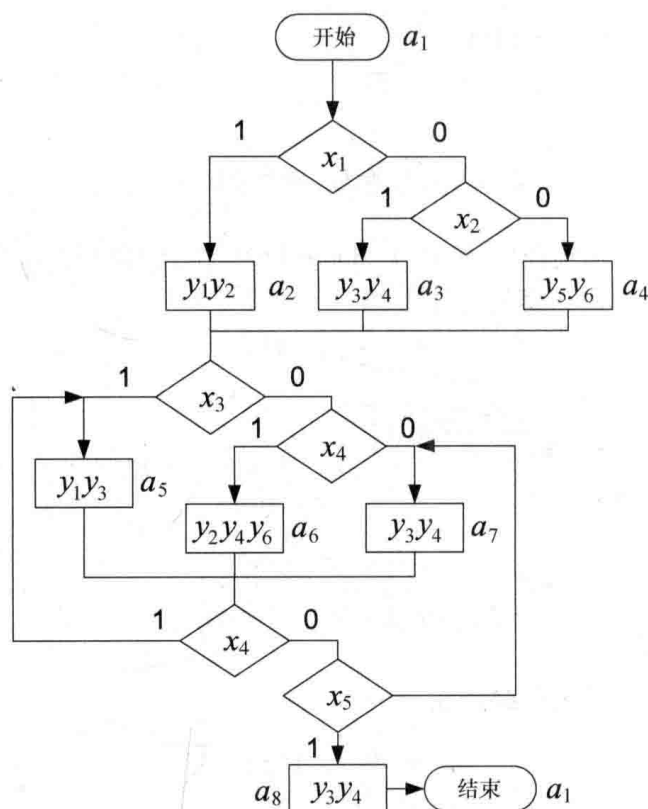 开始 a₁
1 0
x₁
1 0
x₂
y₁y₂ a₂ y₃y₄ a₃ y₅y₆ a₄
1 0
x₃
1 0
x₄
y₁y₃ a₅
y₂y₄y₆ a₆ y₃y₄ a₇
1 0
x₄
x₅
1
a₈ y₃y₄ 结束 a₁